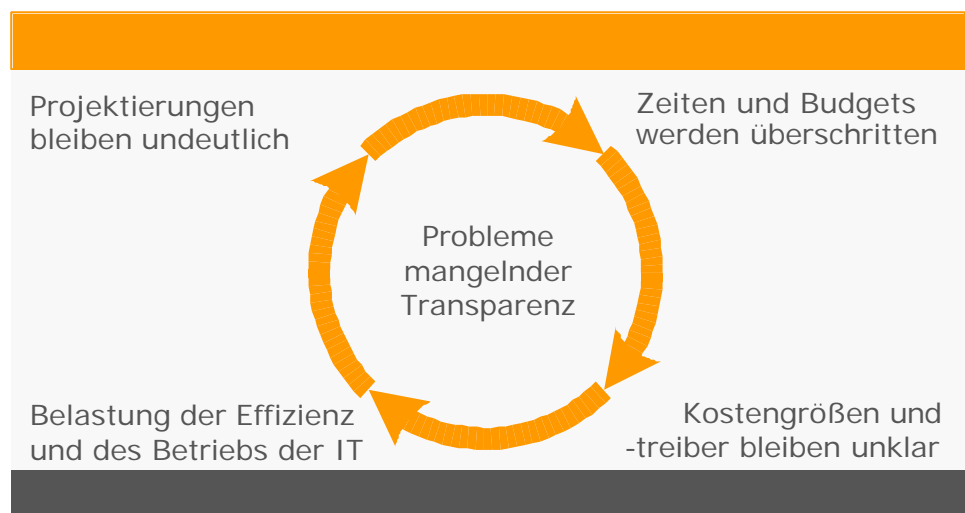 Projektierungen
bleiben undeutlich
Zeiten und Budgets
werden überschritten
Probleme
mangelnder
Transparenz
Belastung der Effizienz
und des Betriebs der IT
Kostengrößen und
-treiber bleiben unklar